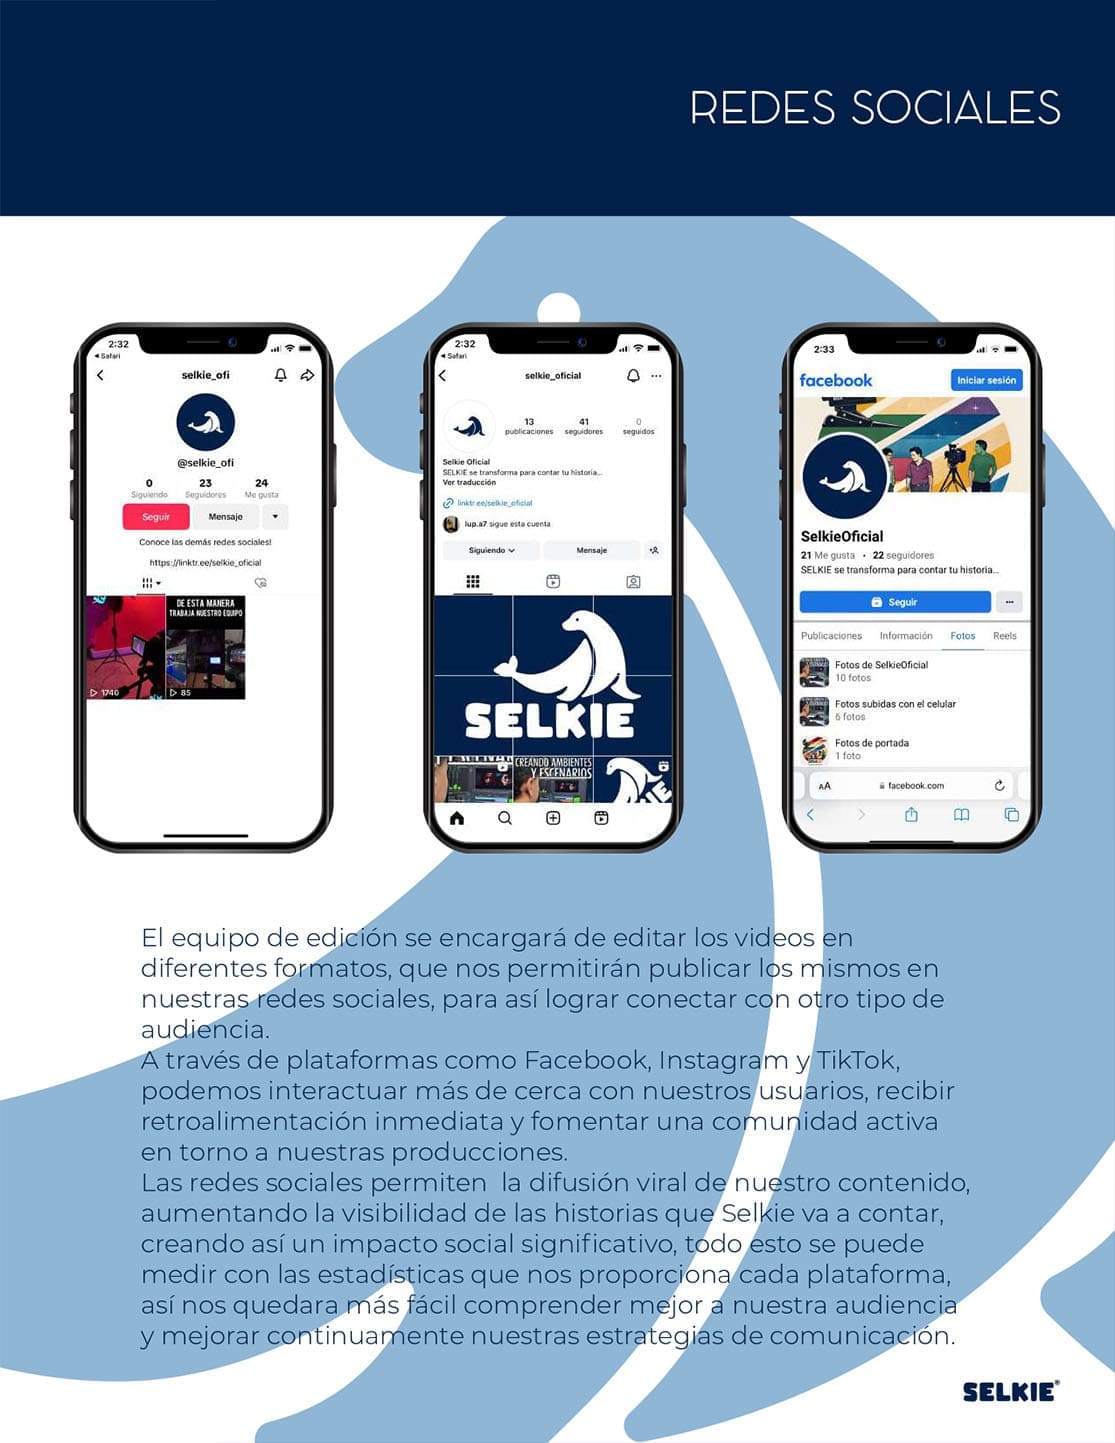 REDES SOCIALES
2:32
Safari
selkie_ofi
@selkie_ofi
0 23 24
Siguiendo Seguidores Me gusta
Seguir Mensaje
Conoce las demás redes sociales!
https://linktr.ee/selkie_oficial
DE ESTA MANERA
TRABAJA NUESTRO EQUIPO
1740 85
2:32
Safari
selkie_oficial
13 41 0
publicaciones seguidores seguidos
Selkie Oficial
SELKIE se transforma para contar tu historia...
Ver traducción
linktr.ee/selkie_oficial
lup.a7 sigue esta cuenta
Siguiendo Mensaje
SELKIE
CREANDO AMBIENTES
Y ESCENARIOS
2:33
facebook Iniciar sesión
SelkieOficial
21 Me gusta • 22 seguidores
SELKIE se transforma para contar tu historia...
Seguir
Publicaciones Información Fotos Reels
Fotos de SelkieOficial
10 fotos
Fotos subidas con el celular
6 fotos
Fotos de portada
1 foto
AA facebook.com
El equipo de edición se encargará de editar los videos en
diferentes formatos, que nos permitirán publicar los mismos en
nuestras redes sociales, para así lograr conectar con otro tipo de
audiencia.
A través de plataformas como Facebook, Instagram y TikTok,
podemos interactuar más de cerca con nuestros usuarios, recibir
retroalimentación inmediata y fomentar una comunidad activa
en torno a nuestras producciones.
Las redes sociales permiten  la difusión viral de nuestro contenido,
aumentando la visibilidad de las historias que Selkie va a contar,
creando así un impacto social significativo, todo esto se puede
medir con las estadísticas que nos proporciona cada plataforma,
así nos quedara más fácil comprender mejor a nuestra audiencia
y mejorar continuamente nuestras estrategias de comunicación.
SELKIE®